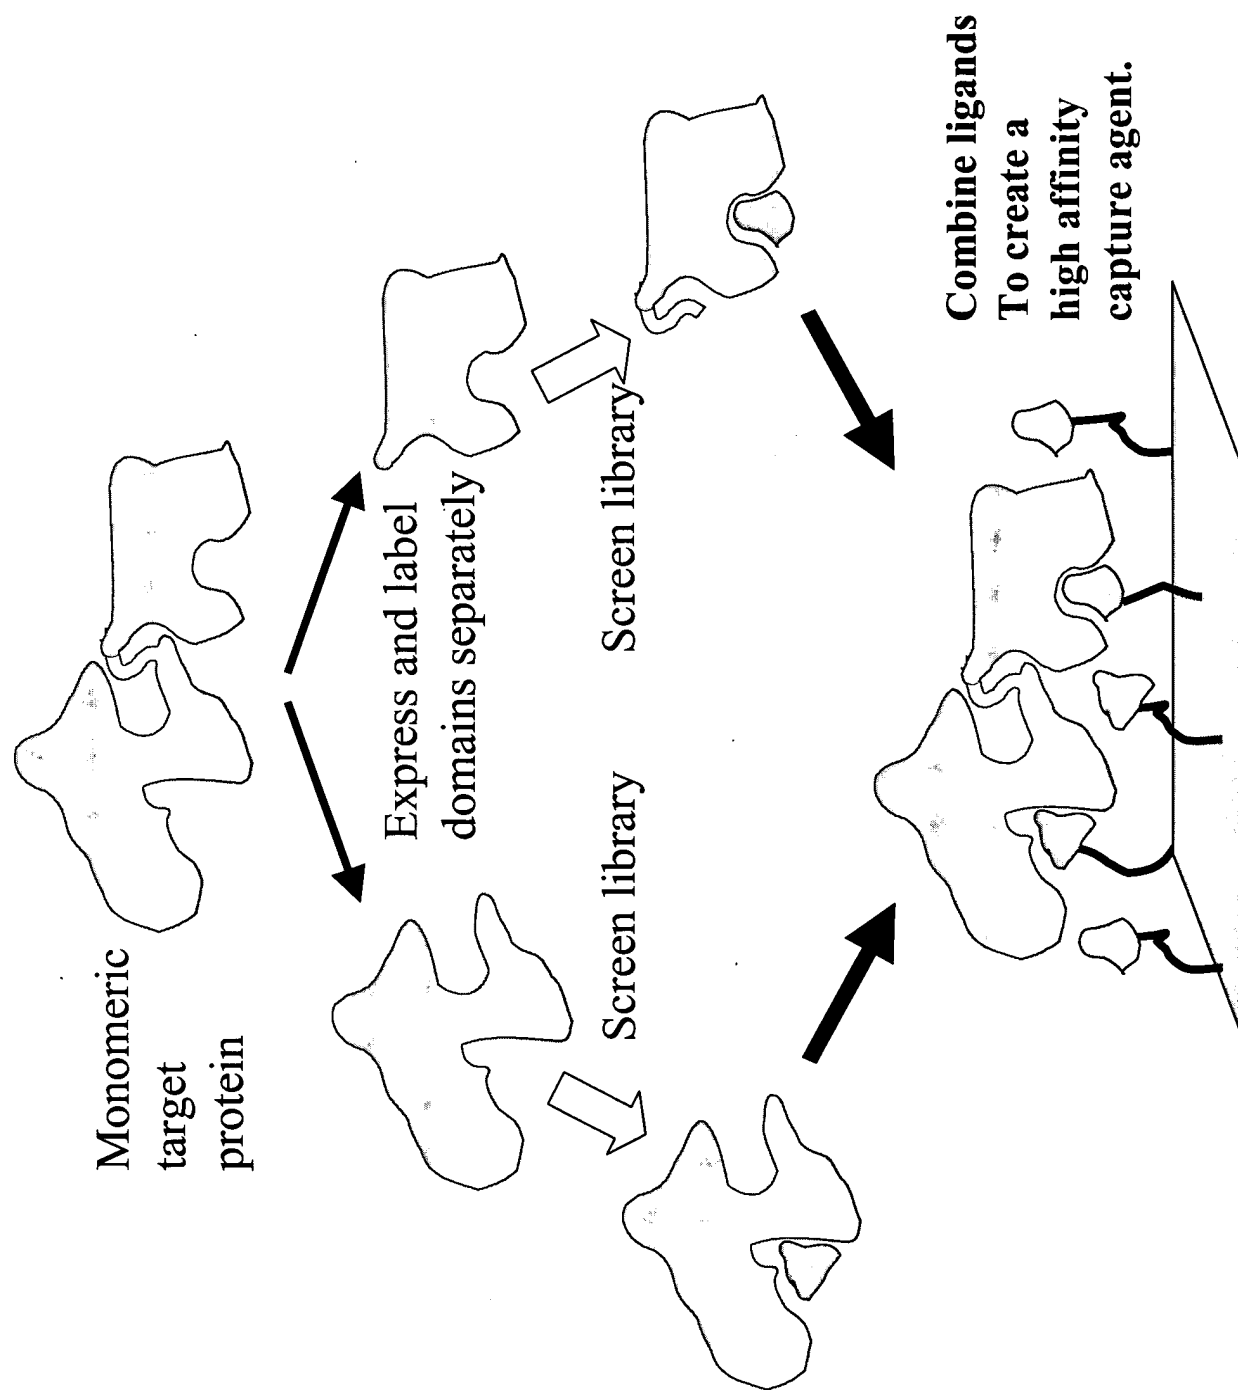 Monomeric
target
protein
Express and label
domains separately
Screen library
Screen library
Combine ligands
To create a
high affinity
capture agent.